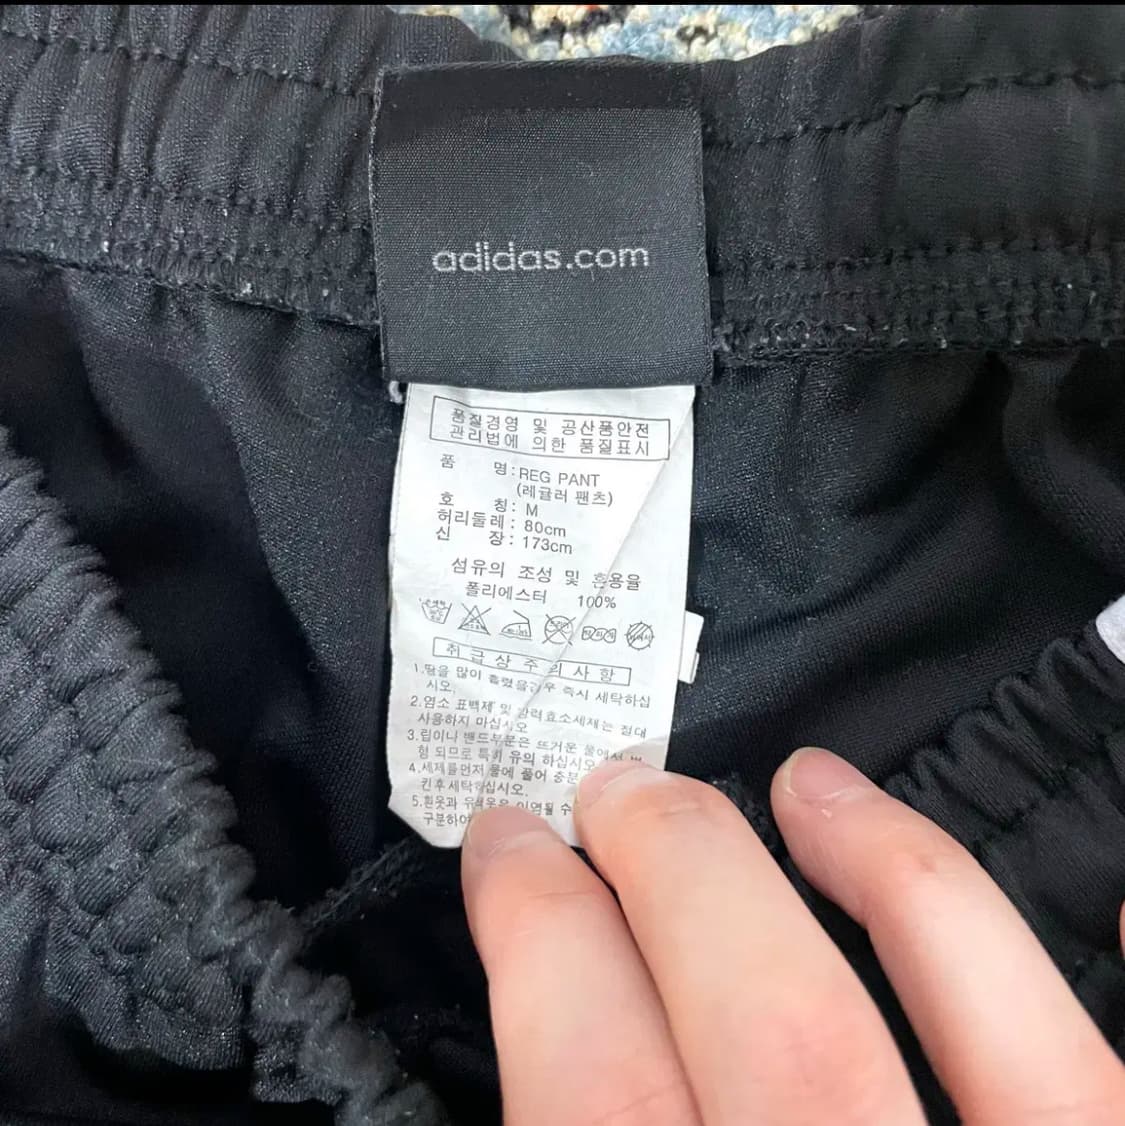 adidas.com
품질경영 및 공산품안전
관리법에 의한 품질표시
품 명: REG PANT
(레귤러 팬츠)
호 칭: M
허리둘레: 80cm
신 장: 173cm
섬유의 조성 및 혼용율
폴리에스터 100%
취급상주의사항
1.땀을 많이 흘렸을경우 즉시 세탁하십
시오.
2.염소 표백제 및 강력효소세제는 절대
사용하지 마십시오
3.립이나 밴드부분은 뜨거운 물에서
험 되므로 특히 유의 하십시오
4.세제를먼저 물에 풀어 충분
킨후세탁하십시오.
5.흰옷과 유색옷은 이염될 수
구분하여